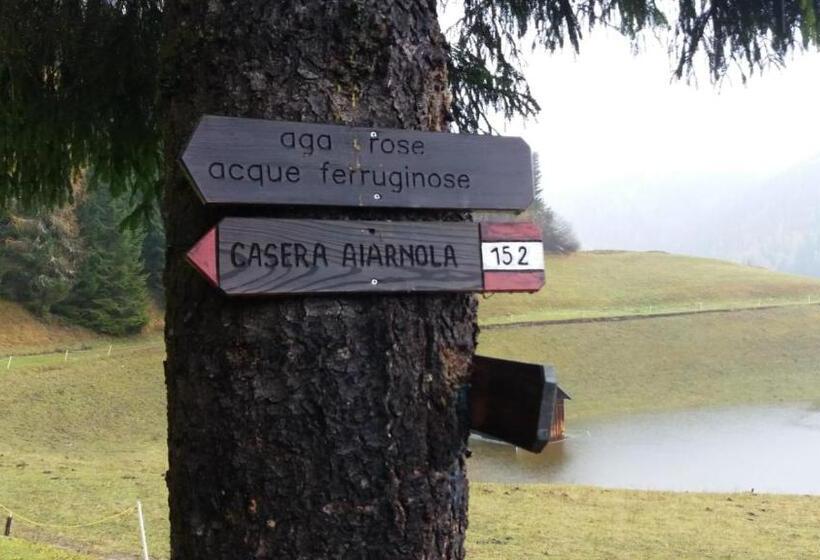 aga rose
acque ferruginose
CASERA AIARNOLA 152